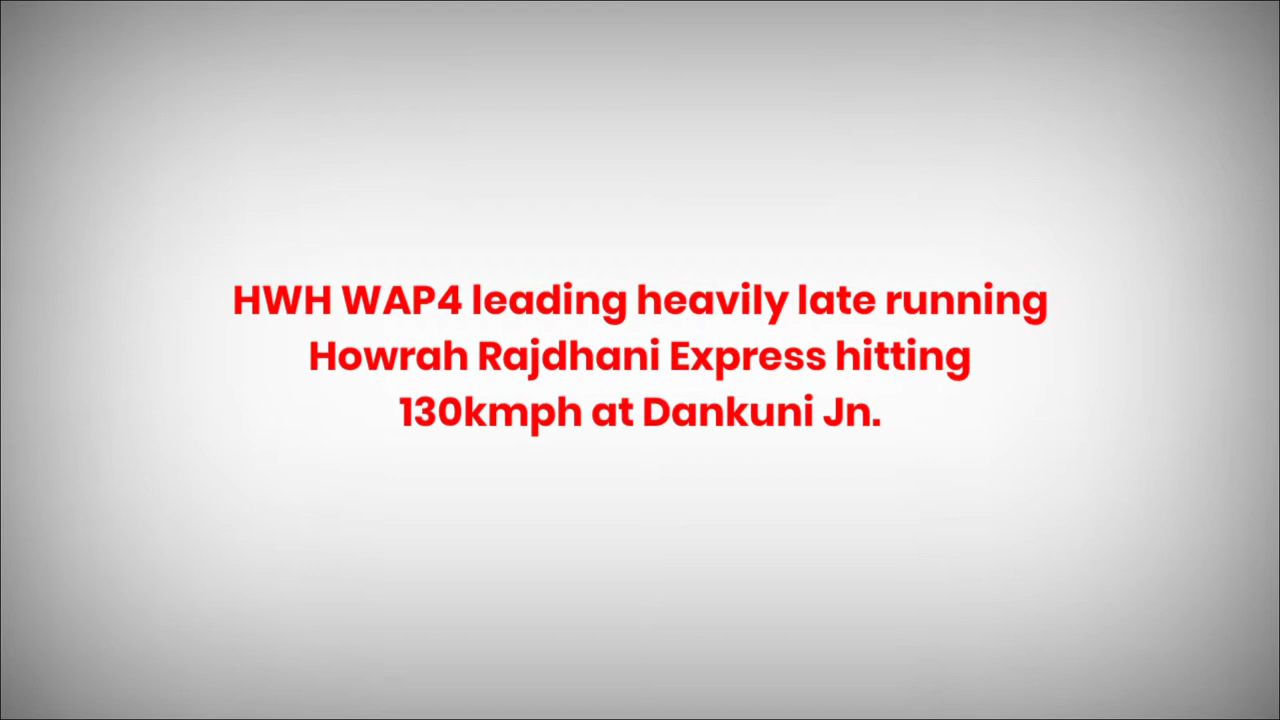 HWH WAP4 leading heavily late running
Howrah Rajdhani Express hitting
130kmph at Dankuni Jn.